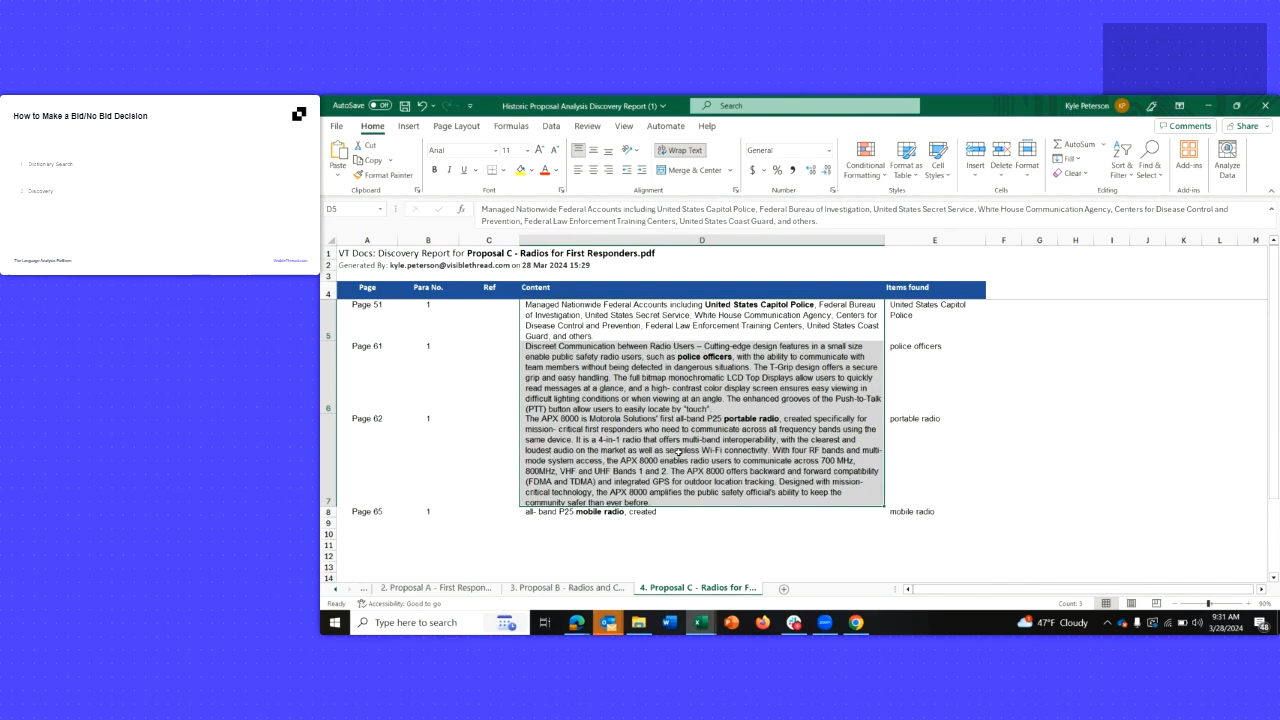 How to Make a Bid/No Bid Decision
1. Dictionary Search
2. Discovery
The Language Analysis Platform
VisibleThread.com
AutoSave Off
Historic Proposal Analysis Discovery Report (1)
Search
Kyle Peterson KP
File Home Insert Page Layout Formulas Data Review View Automate Help
Comments Share
Paste
Cut
Copy
Format Painter
Clipboard
Arial 11
B I U
Font
Wrap Text
Merge & Center
Alignment
General
$ % ,
Number
Conditional Formatting
Format as Table
Cell Styles
Styles
Insert Delete Format
Cells
AutoSum
Fill
Clear
Sort & Filter
Find & Select
Editing
Add-ins
Add-ins
Analyze Data
D5
fx
Managed Nationwide Federal Accounts including United States Capitol Police, Federal Bureau of Investigation, United States Secret Service, White House Communication Agency, Centers for Disease Control and
Prevention, Federal Law Enforcement Training Centers, United States Coast Guard, and others.
A B C D E F G H I J K L M
1 VT Docs: Discovery Report for Proposal C - Radios for First Responders.pdf
2 Generated By: kyle.peterson@visiblethread.com on 28 Mar 2024 15:29
3
4 Page Para No. Ref Content Items found
Page 51 1 Managed Nationwide Federal Accounts including United States Capitol Police, Federal Bureau United States Capitol
of Investigation, United States Secret Service, White House Communication Agency, Centers for Police
Disease Control and Prevention, Federal Law Enforcement Training Centers, United States Coast
5 Guard, and others.
Page 61 1 Discreet Communication between Radio Users – Cutting-edge design features in a small size police officers
enable public safety radio users, such as police officers, with the ability to communicate with
team members without being detected in dangerous situations. The T-Grip design offers a secure
grip and easy handling. The full bitmap monochromatic LCD Top Displays allow users to quickly
read messages at a glance, and a high- contrast color display screen ensures easy viewing in
difficult lighting conditions or when viewing at an angle. The enhanced grooves of the Push-to-Talk
6 (PTT) button allow users to easily locate by "touch".
Page 62 1 The APX 8000 is Motorola Solutions' first all-band P25 portable radio, created specifically for portable radio
mission- critical first responders who need to communicate across all frequency bands using the
same device. It is a 4-in-1 radio that offers multi-band interoperability, with the clearest and
loudest audio on the market as well as seamless Wi-Fi connectivity. With four RF bands and multi-
mode system access, the APX 8000 enables radio users to communicate across 700 MHz,
800MHz, VHF and UHF Bands 1 and 2. The APX 8000 offers backward and forward compatibility
(FDMA and TDMA) and integrated GPS for outdoor location tracking. Designed with mission-
critical technology, the APX 8000 amplifies the public safety official's ability to keep the
7 community safer than ever before.
8 Page 65 1 all- band P25 mobile radio, created mobile radio
9
10
11
12
13
14
... 2. Proposal A - First Respon... 3. Proposal B - Radios and C... 4. Proposal C - Radios for F...
Ready Accessibility: Good to go Count: 3 90%
Type here to search
47°F Cloudy
9:31 AM
3/28/2024
48